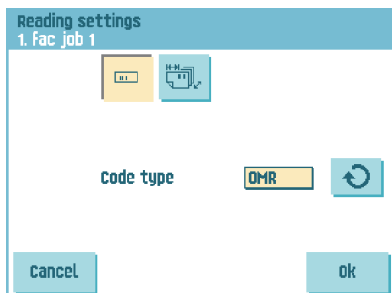 Reading settings
1. Fac job 1
Code type
OMR
Cancel
Ok